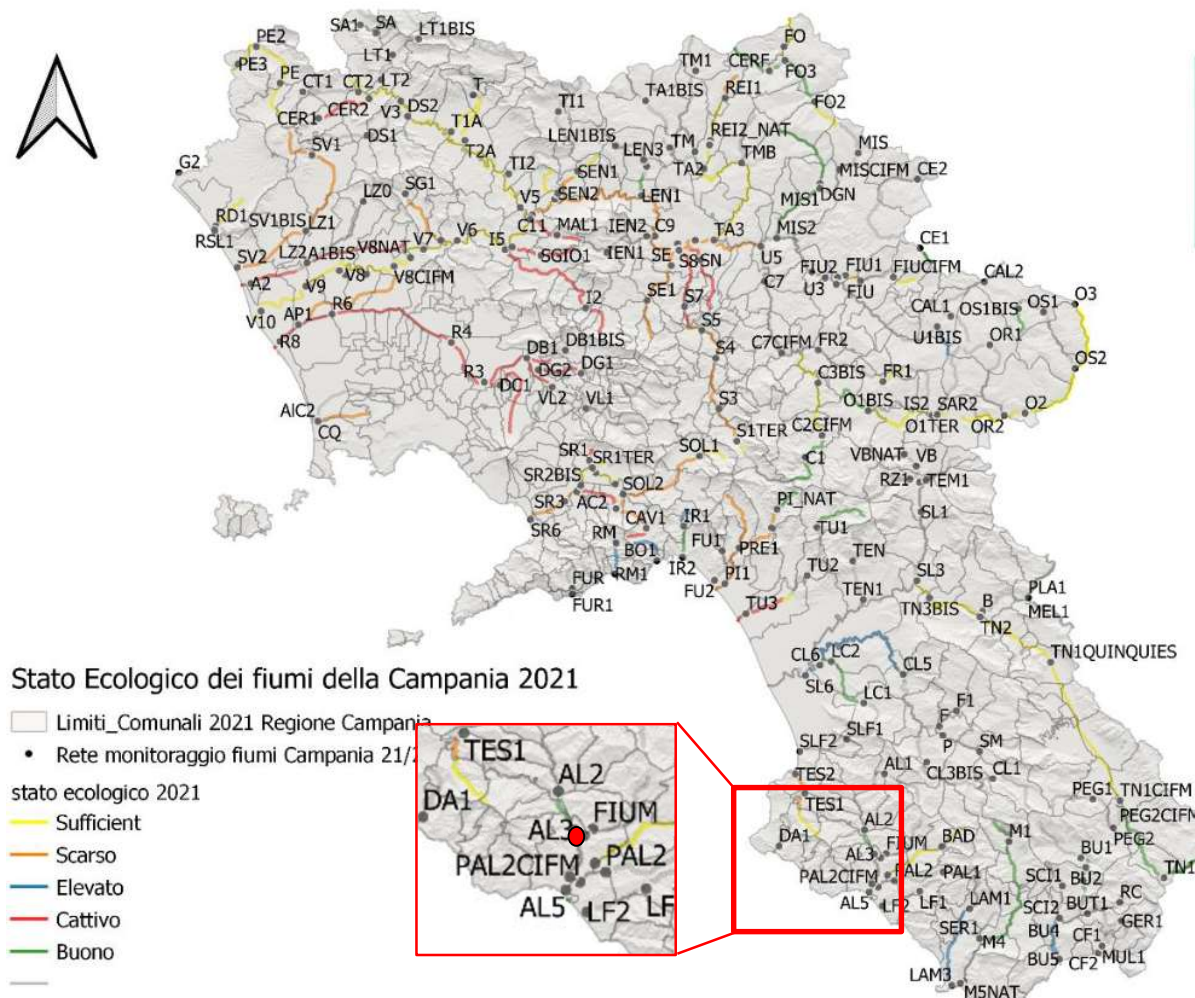 SA1 SA LT1BIS
PE2 FO
PE3 LT1 TM1 CERF
PE CT1 CT2 LT2 T TA1BIS REI1 FO3
CER1 CER2 V3 DS2 TI1 FO2
DS1 T1A LEN1BIS REI2_NAT
SV1 T2A LEN3 TM TMB MIS
G2 TI2 SEN1 TA2 MISCIFM CE2
LZ0 SG1 SEN2 LEN1 MIS1 DGN
RD1 SV1BIS LZ1 V5
RSL1 V8NAT V7 V6 I5 C11 MAL1 IEN2 C9 TA3 MIS2 CE1
SV2 LZ2 A1BIS SGIO1 IEN1 SE S8 SN U5
A2 V8 V8CIFM C7 FIU2 FIU1 FIUCIFM CAL2
V9 I2 SE1 S7 U3 FIU
V10 AP1 R6 S5 CAL1 OS1BIS OS1 O3
R8 R4 DB1 DB1BIS S4 C7CIFM FR2 U1BIS OR1
R3 DC1 DG2 DG1 C3BIS FR1 OS2
VL2 VL1
AIC2 S3 O1BIS IS2 SAR2 O2
CQ S1TER C2CIFM O1TER OR2
SR1 SR1TER SOL1 C1 VBNAT VB
SR2BIS SOL2 RZ1 TEM1
SR3 AC2 PI_NAT SL1
SR6 CAV1 IR1 TU1
RM BO1 FU1 PRE1 TEN
FUR RM1 IR2 PI1 TU2 SL3
FUR1 FU2 TEN1 TN3BIS PLA1
TU3 B MEL1
TN2
CL6 LC2 TN1QUINQUIES
SL6 CL5
Stato Ecologico dei fiumi della Campania 2021
LC1 F1
Limiti_Comunali 2021 Regione Campania
F
SLF2 SLF1 P SM
Rete monitoraggio fiumi Campania 21/
TES2 AL1 CL3BIS CL1
stato ecologico 2021
TES1 PEG1 TN1CIFM
Sufficient
AL2 PEG2CIFM
DA1 BAD M1 PEG2
Scarso
AL3 FIUM BU1
Elevato
PAL2CIFM PAL2 PAL1 SCI1 BU2 TN1
Cattivo
AL5 LF2 LF1 LAM1 SCI2 BUT1 RC
Buono
SER1 M4 BU4 CF1 GER1
LAM3 M5NAT BU5 CF2 MUL1
TES1
AL2
DA1 FIUM
AL3
PAL2CIFM PAL2
AL5 LF2 LF